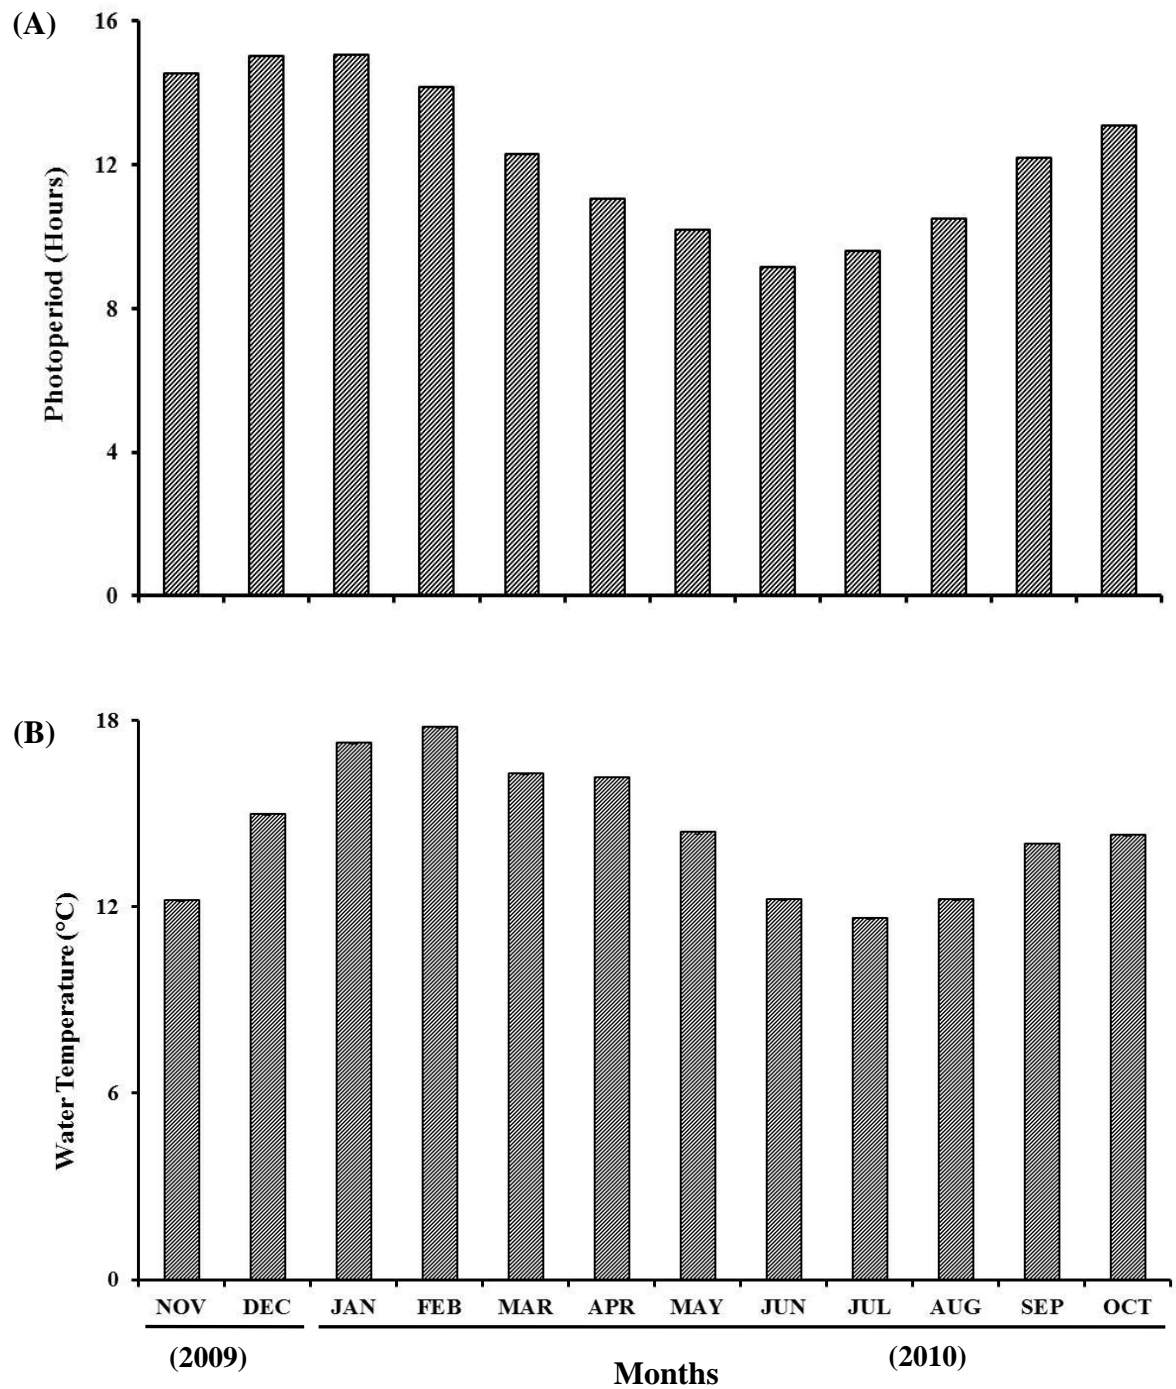 (A)
16
12
8
4
0
Photoperiod (Hours)
(B)
18
12
6
0
Water Temperature (°C)
NOV DEC JAN FEB MAR APR MAY JUN JUL AUG SEP OCT
(2009) (2010)
Months